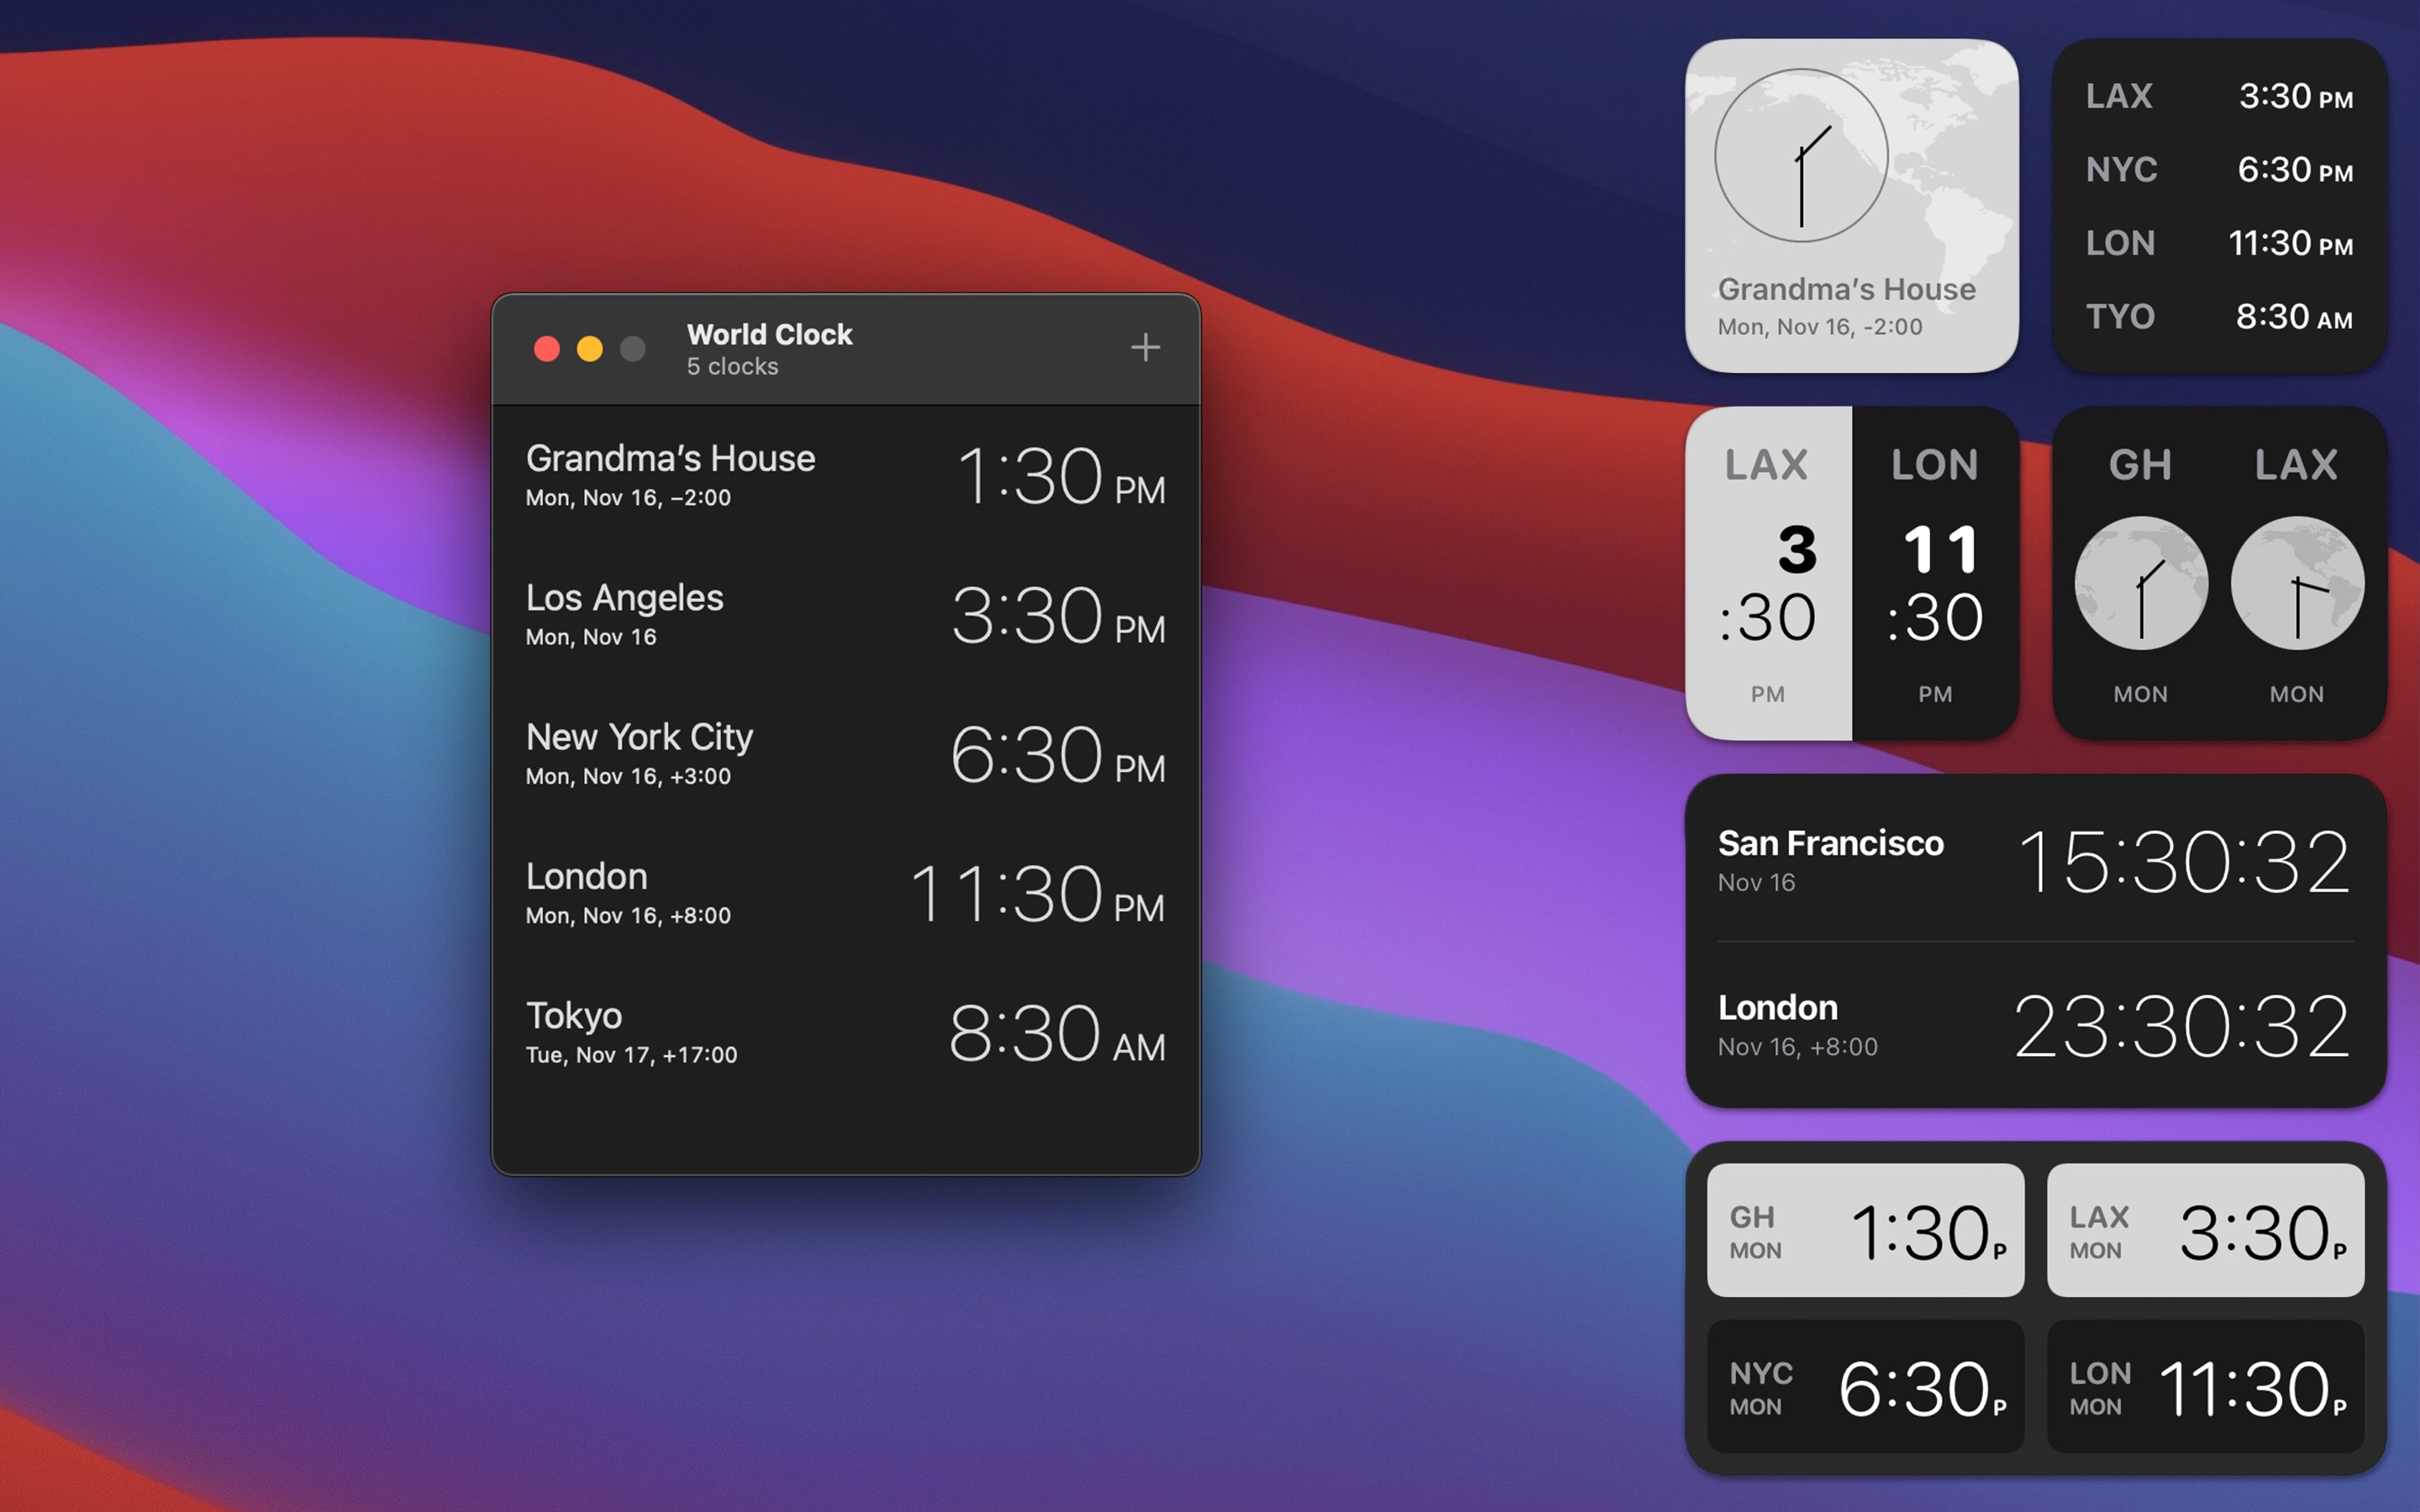 World Clock
5 clocks
Grandma’s House
Mon, Nov 16, −2:00
1:30 PM
Los Angeles
Mon, Nov 16
3:30 PM
New York City
Mon, Nov 16, +3:00
6:30 PM
London
Mon, Nov 16, +8:00
11:30 PM
Tokyo
Tue, Nov 17, +17:00
8:30 AM
Grandma’s House
Mon, Nov 16, -2:00
LAX 3:30 PM
NYC 6:30 PM
LON 11:30 PM
TYO 8:30 AM
LAX
3
:30
PM
LON
11
:30
PM
GH
MON
LAX
MON
San Francisco
Nov 16
15:30:32
London
Nov 16, +8:00
23:30:32
GH
MON
1:30P
LAX
MON
3:30P
NYC
MON
6:30P
LON
MON
11:30P